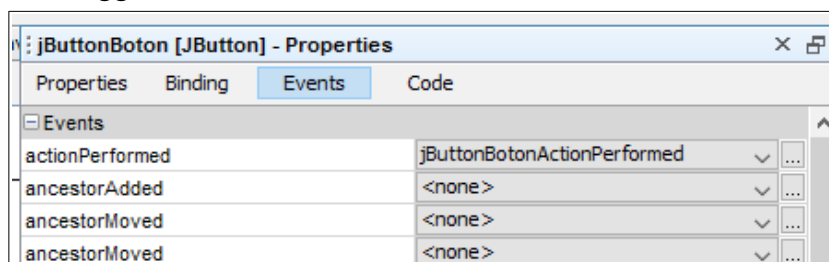 jButtonBoton [JButton] - Properties
Properties Binding Events Code
Events
actionPerformed jButtonBotonActionPerformed ...
ancestorAdded <none> ...
ancestorMoved <none> ...
ancestorMoved <none> ...